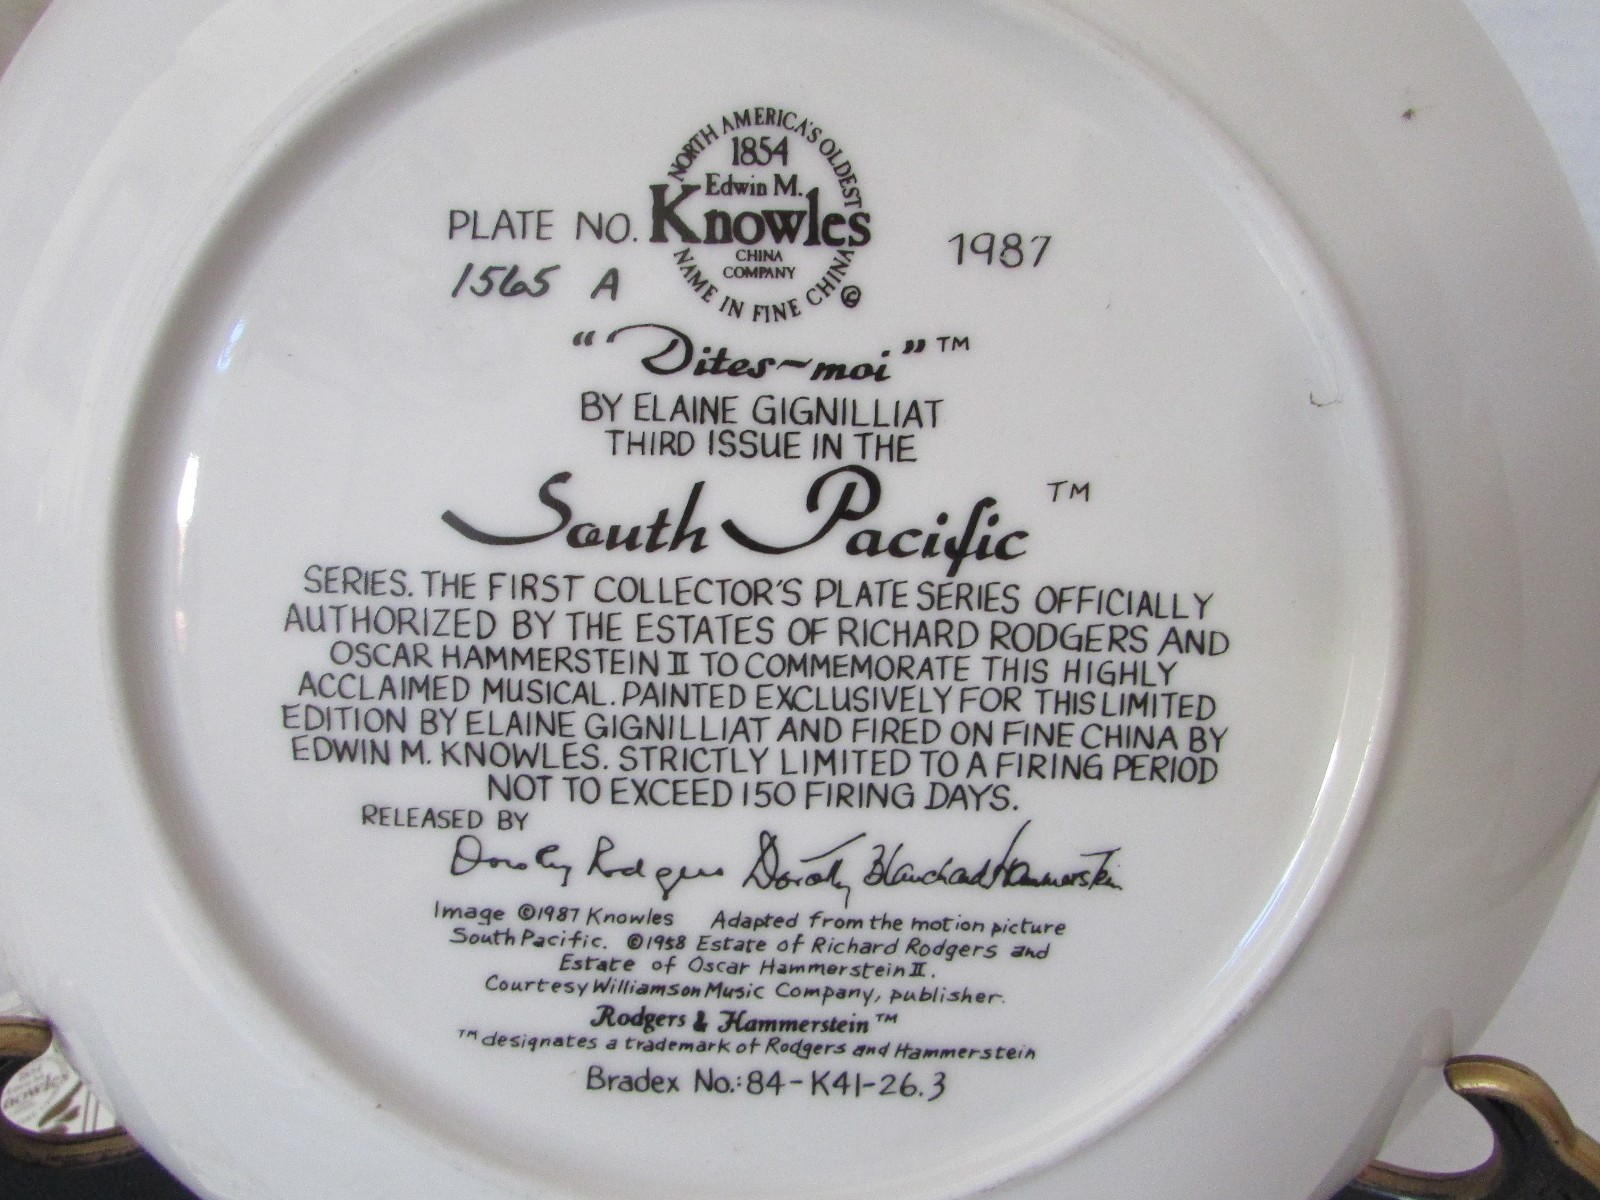 NORTH AMERICA'S OLDEST
1854
Edwin M.
Knowles
CHINA
COMPANY
NAME IN FINE CHINA ©
PLATE NO.
1565 A
1987
"Dites~moi"™
BY ELAINE GIGNILLIAT
THIRD ISSUE IN THE
South Pacific ™
SERIES. THE FIRST COLLECTOR'S PLATE SERIES OFFICIALLY
AUTHORIZED BY THE ESTATES OF RICHARD RODGERS AND
OSCAR HAMMERSTEIN II TO COMMEMORATE THIS HIGHLY
ACCLAIMED MUSICAL. PAINTED EXCLUSIVELY FOR THIS LIMITED
EDITION BY ELAINE GIGNILLIAT AND FIRED ON FINE CHINA BY
EDWIN M. KNOWLES. STRICTLY LIMITED TO A FIRING PERIOD
NOT TO EXCEED 150 FIRING DAYS.
RELEASED BY
Dorothy Rodgers Dorothy Blanchard Hammerstein
Image ©1987 Knowles Adapted from the motion picture
South Pacific. ©1958 Estate of Richard Rodgers and
Estate of Oscar Hammerstein II.
Courtesy Williamson Music Company, publisher.
Rodgers & Hammerstein™
™ designates a trademark of Rodgers and Hammerstein
Bradex No.: 84-K41-26.3